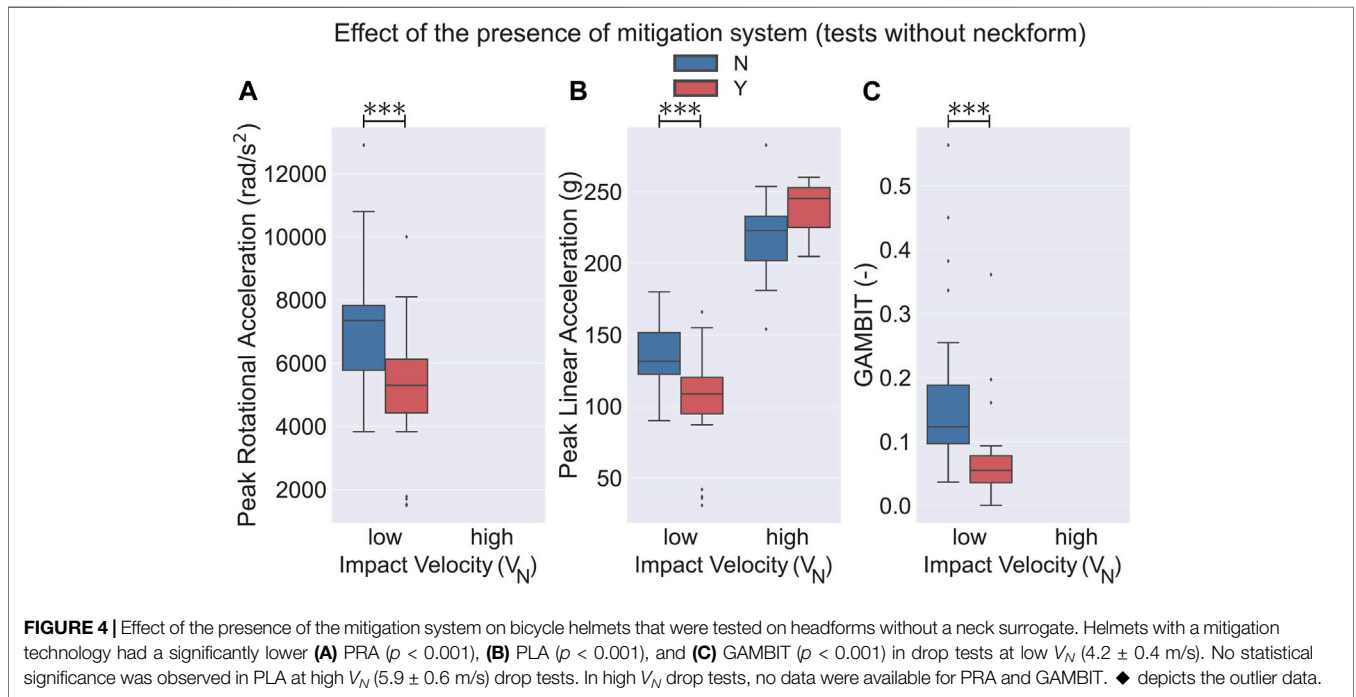 Effect of the presence of mitigation system (tests without neckform)
N
Y
A
B
C
***
***
***
Peak Rotational Acceleration (rad/s²)
12000
10000
8000
6000
4000
2000
low
high
Impact Velocity (V_N)
Peak Linear Acceleration (g)
250
200
150
100
50
low
high
Impact Velocity (V_N)
GAMBIT (-)
0.5
0.4
0.3
0.2
0.1
0.0
low
high
Impact Velocity (V_N)
FIGURE 4 | Effect of the presence of the mitigation system on bicycle helmets that were tested on headforms without a neck surrogate. Helmets with a mitigation
technology had a significantly lower (A) PRA (p < 0.001), (B) PLA (p < 0.001), and (C) GAMBIT (p < 0.001) in drop tests at low V_N (4.2 ± 0.4 m/s). No statistical
significance was observed in PLA at high V_N (5.9 ± 0.6 m/s) drop tests. In high V_N drop tests, no data were available for PRA and GAMBIT. ◆ depicts the outlier data.